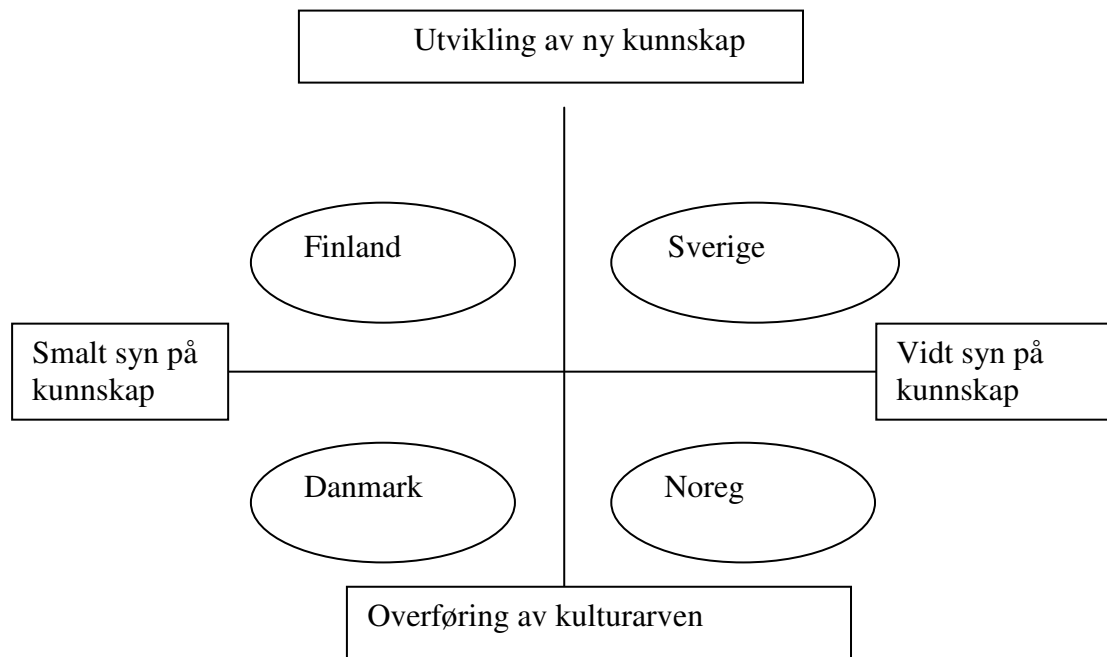 Utvikling av ny kunnskap
Finland
Sverige
Smalt syn på
kunnskap
Vidt syn på
kunnskap
Danmark
Noreg
Overføring av kulturarven